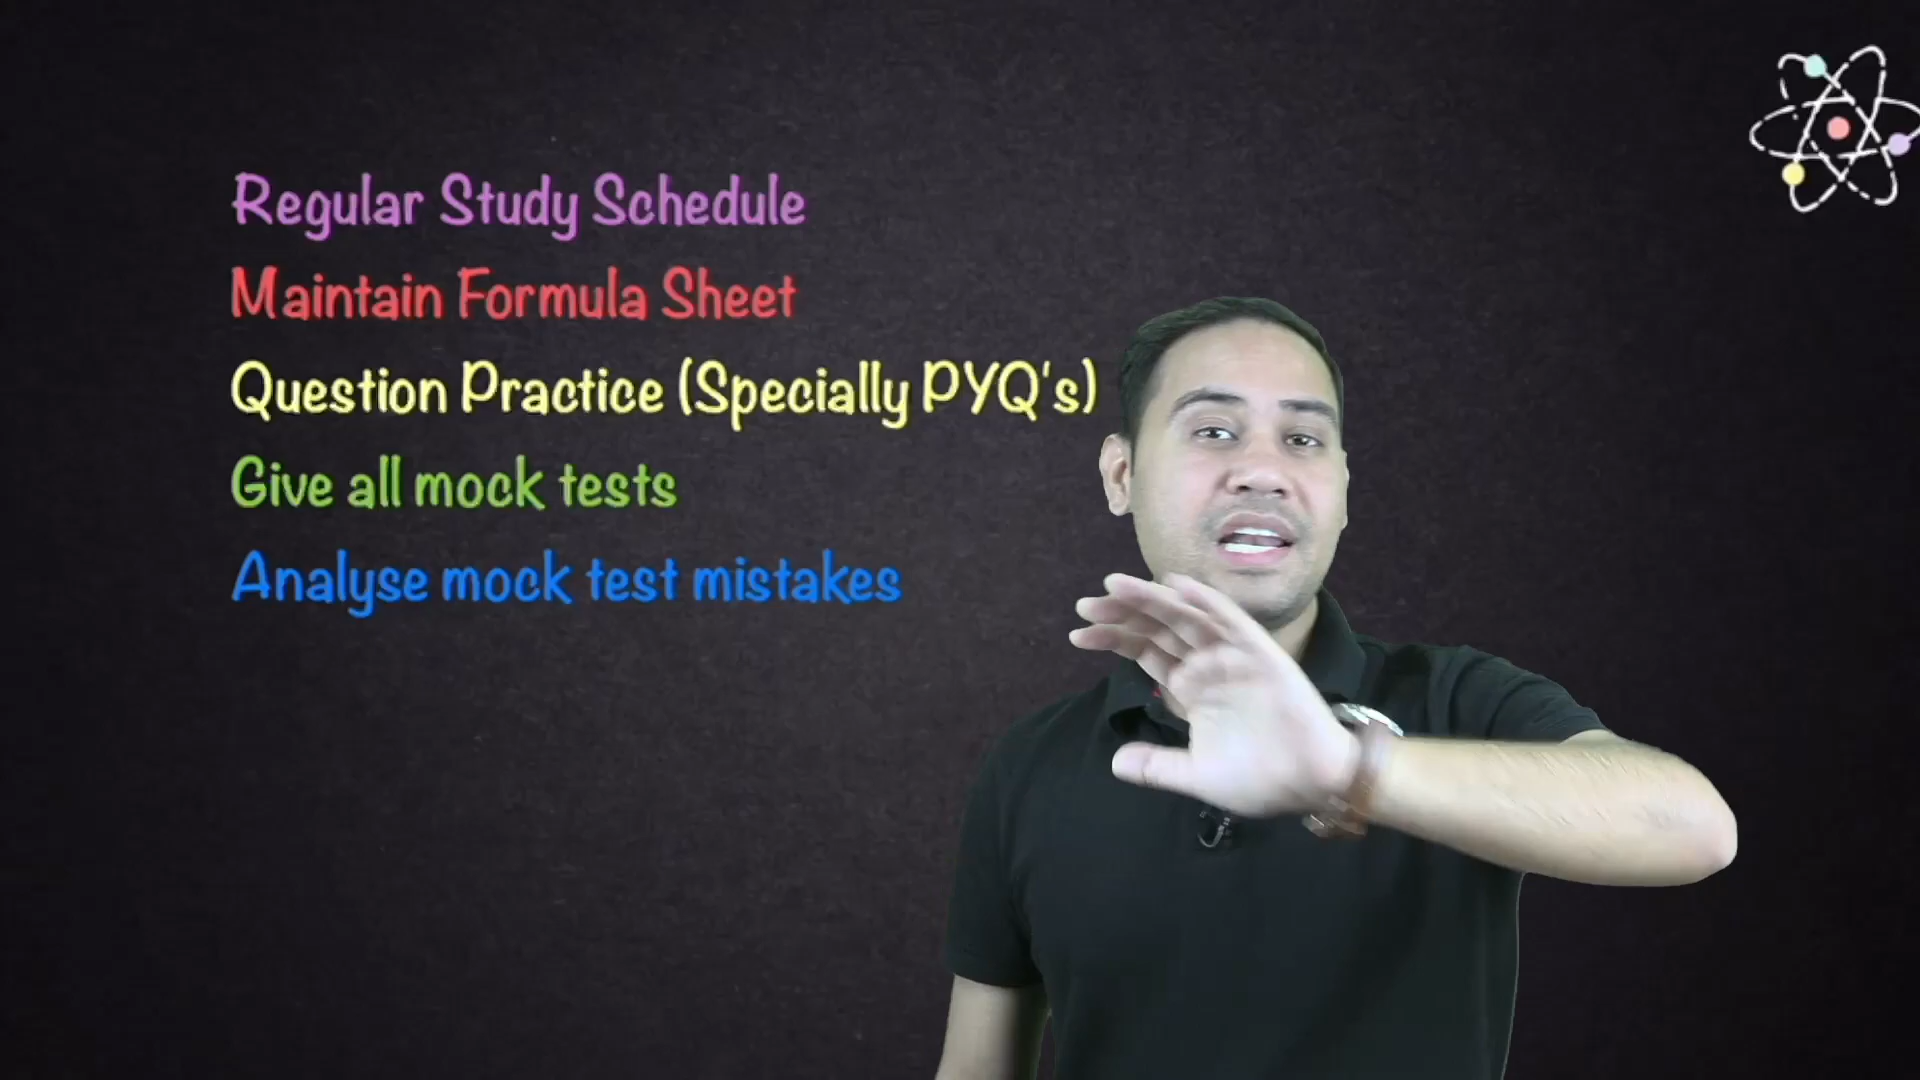 Regular Study Schedule
Maintain Formula Sheet
Question Practice (Specially PYQ's)
Give all mock tests
Analyse mock test mistakes